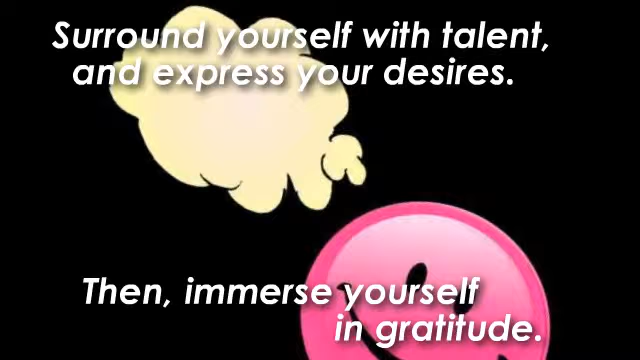 Surround yourself with talent,
and express your desires.
Then, immerse yourself
in gratitude.